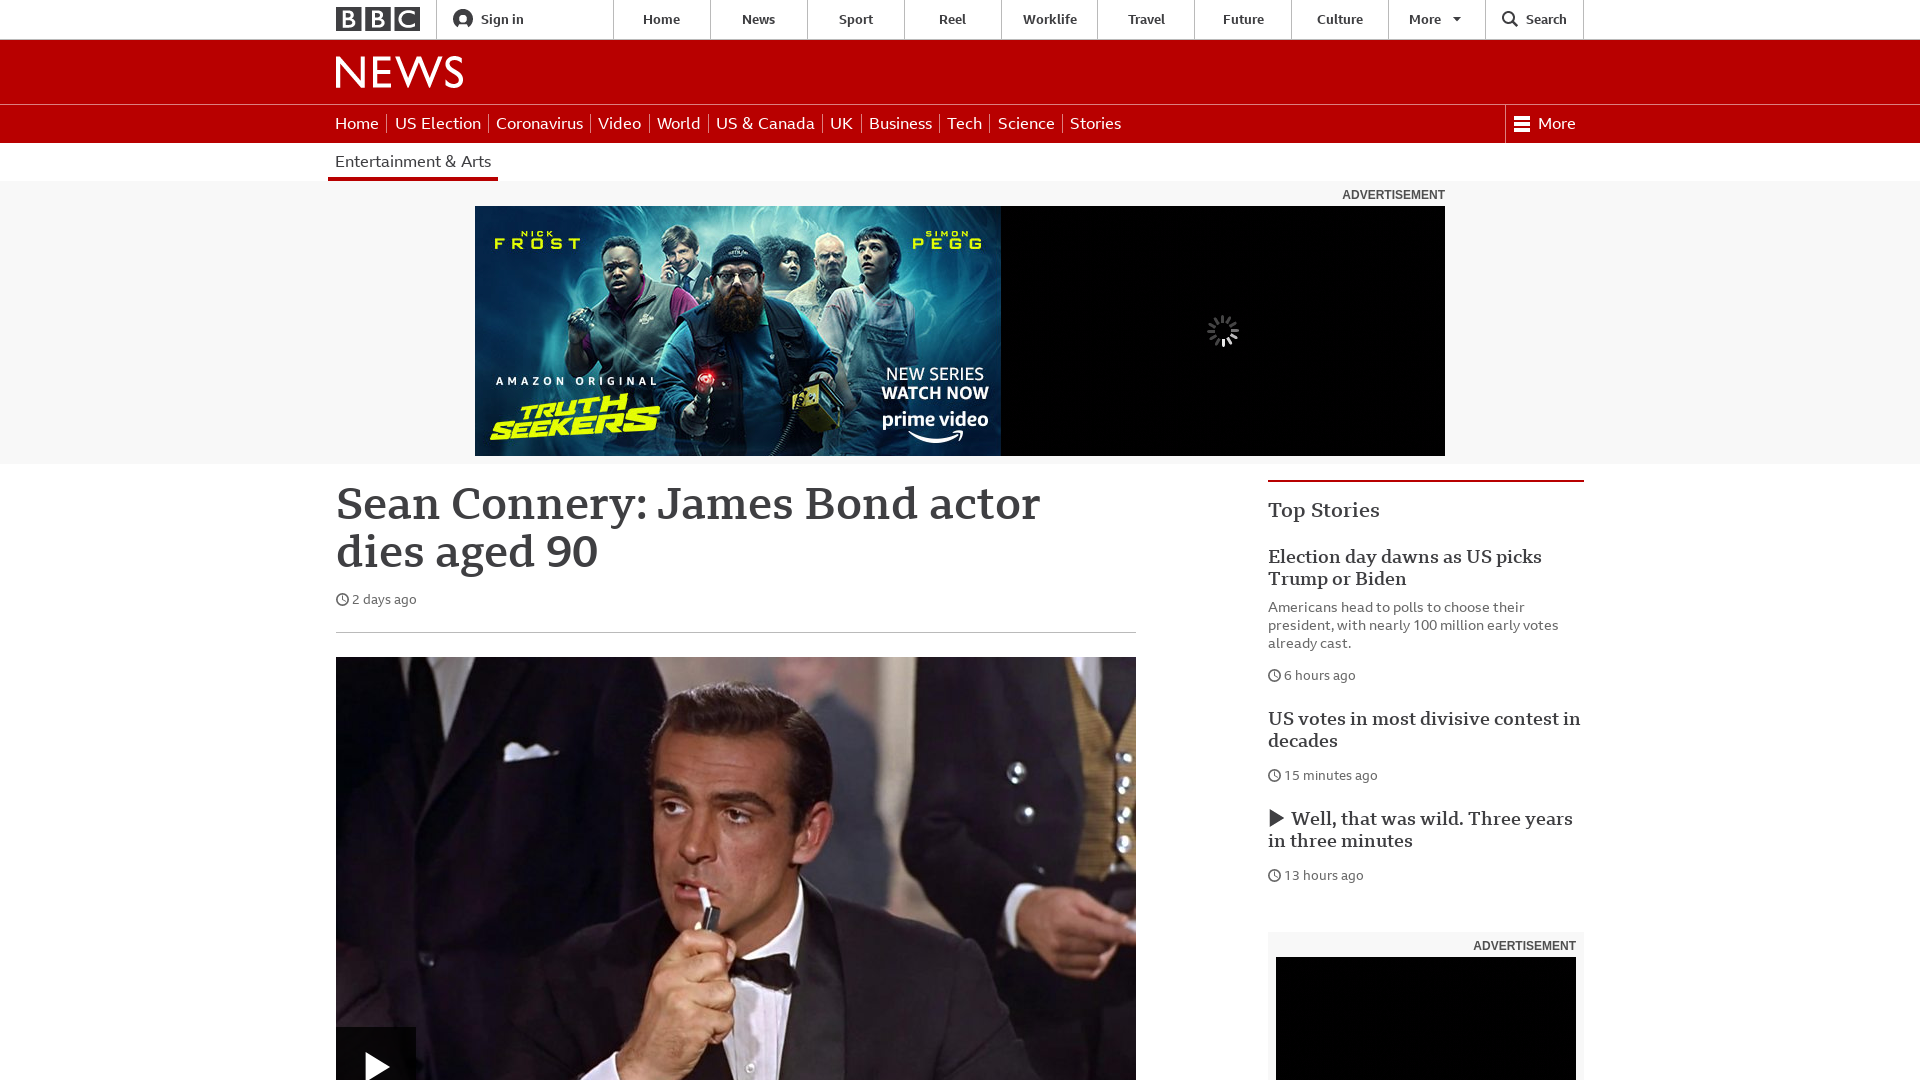 BBC
Sign in
Home
News
Sport
Reel
Worklife
Travel
Future
Culture
More
Search
NEWS
Home
US Election
Coronavirus
Video
World
US & Canada
UK
Business
Tech
Science
Stories
More
Entertainment & Arts
ADVERTISEMENT
NICK
FROST
SIMON
PEGG
AMAZON ORIGINAL
TRUTH
SEEKERS
NEW SERIES
WATCH NOW
prime video
Sean Connery: James Bond actor
dies aged 90
2 days ago
Top Stories
Election day dawns as US picks
Trump or Biden
Americans head to polls to choose their
president, with nearly 100 million early votes
already cast.
6 hours ago
US votes in most divisive contest in
decades
15 minutes ago
Well, that was wild. Three years
in three minutes
13 hours ago
ADVERTISEMENT